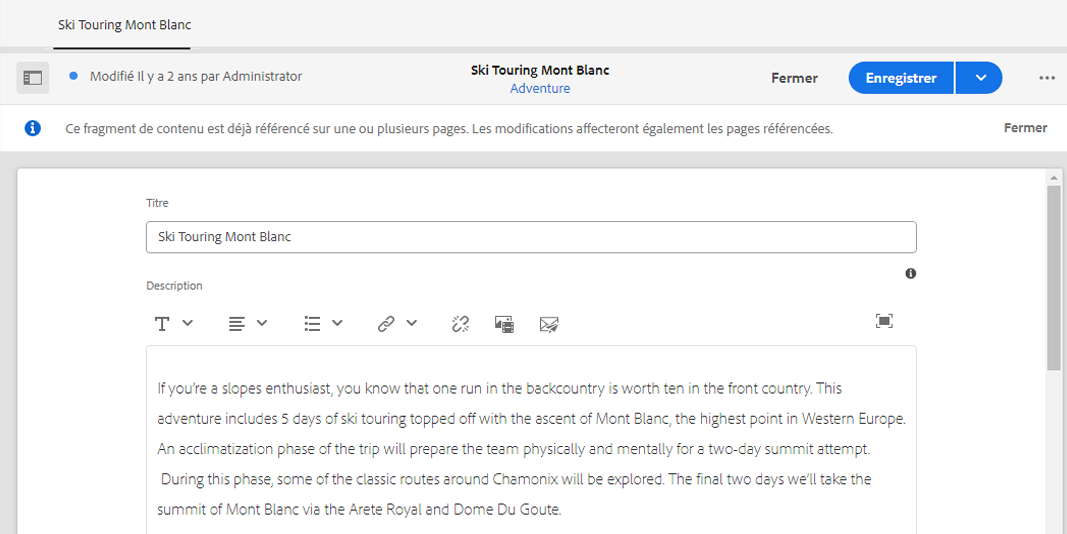 Ski Touring Mont Blanc
Modifié Il y a 2 ans par Administrator
Ski Touring Mont Blanc
Adventure
Fermer
Enregistrer
Ce fragment de contenu est déjà référencé sur une ou plusieurs pages. Les modifications affecteront également les pages référencées.
Fermer
Titre
Ski Touring Mont Blanc
Description
If you're a slopes enthusiast, you know that one run in the backcountry is worth ten in the front country. This
adventure includes 5 days of ski touring topped off with the ascent of Mont Blanc, the highest point in Western Europe.
An acclimatization phase of the trip will prepare the team physically and mentally for a two-day summit attempt.
During this phase, some of the classic routes around Chamonix will be explored. The final two days we'll take the
summit of Mont Blanc via the Arete Royal and Dome Du Goute.